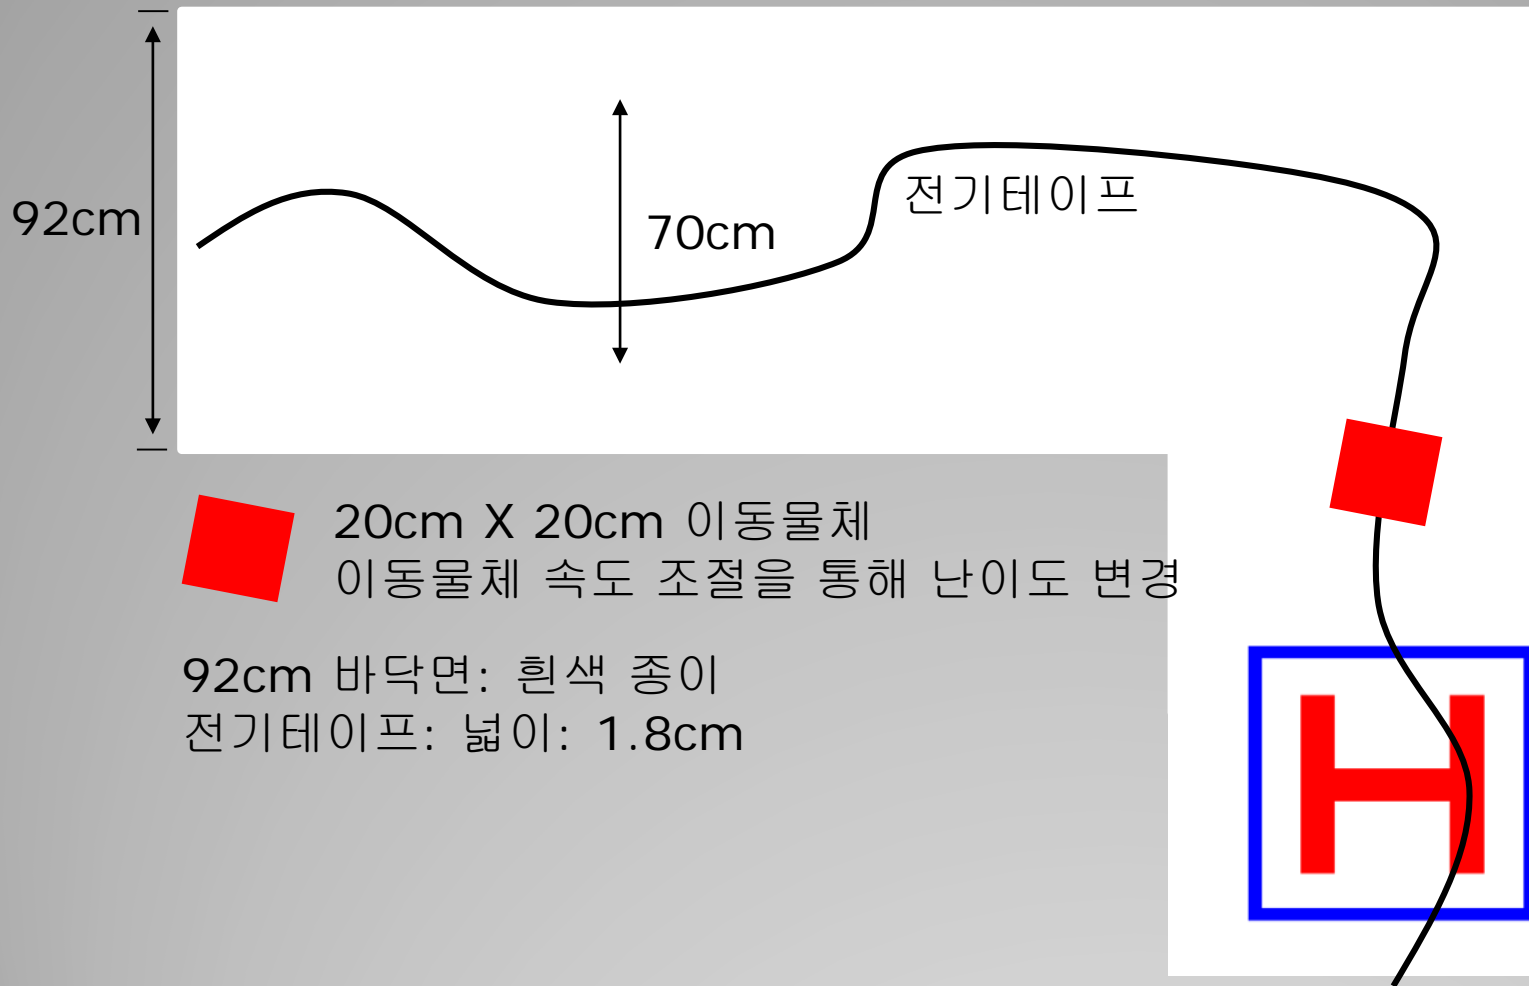 92cm
70cm
전기테이프
20cm X 20cm 이동물체
이동물체 속도 조절을 통해 난이도 변경
92cm 바닥면: 흰색 종이
전기테이프: 넓이: 1.8cm
H